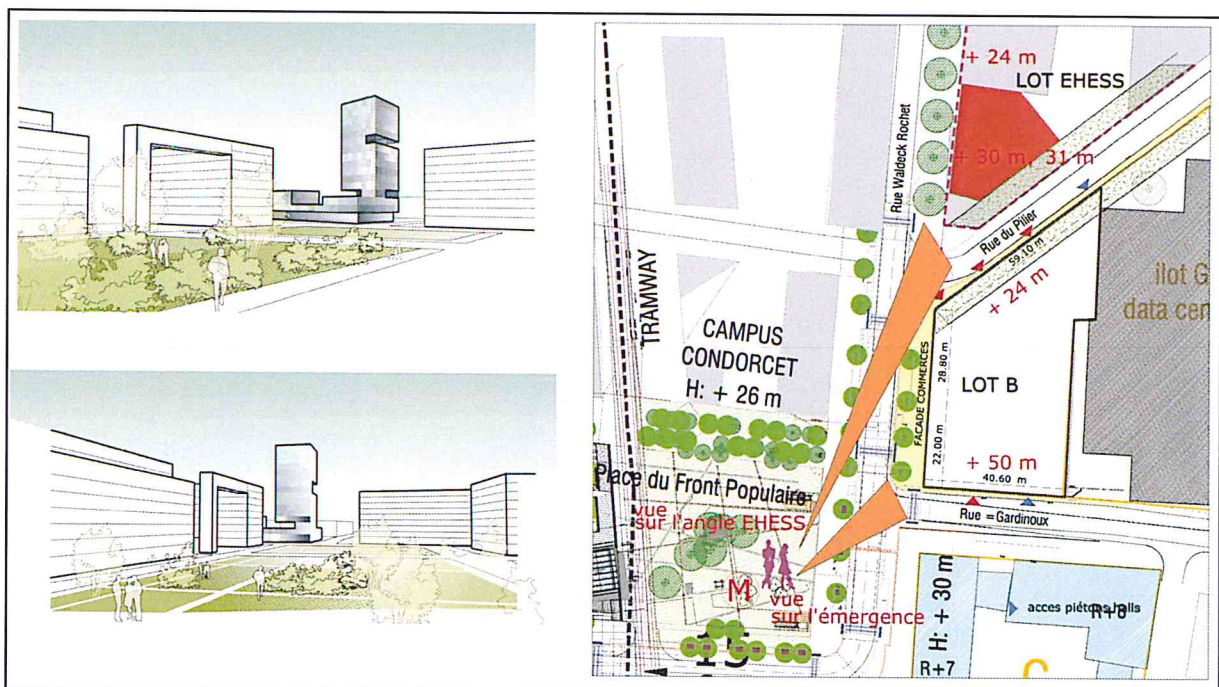 + 24 m
LOT EHESS
+ 30 m, 31 m
Rue Waldeck Rochet
Rue du Pilier
59.10 m
+ 24 m
TRAMWAY
CAMPUS
CONDORCET
H: + 26 m
FAÇADE COMMERCES
28.80 m
LOT B
22.00 m
+ 50 m
40.60 m
îlot G
data cen
Place du Front Populaire
vue
sur l'angle EHESS
Rue =Gardinoux
M
vue
sur l'émergence
H: + 30 m
acces piétons halls
R+8
R+7
15